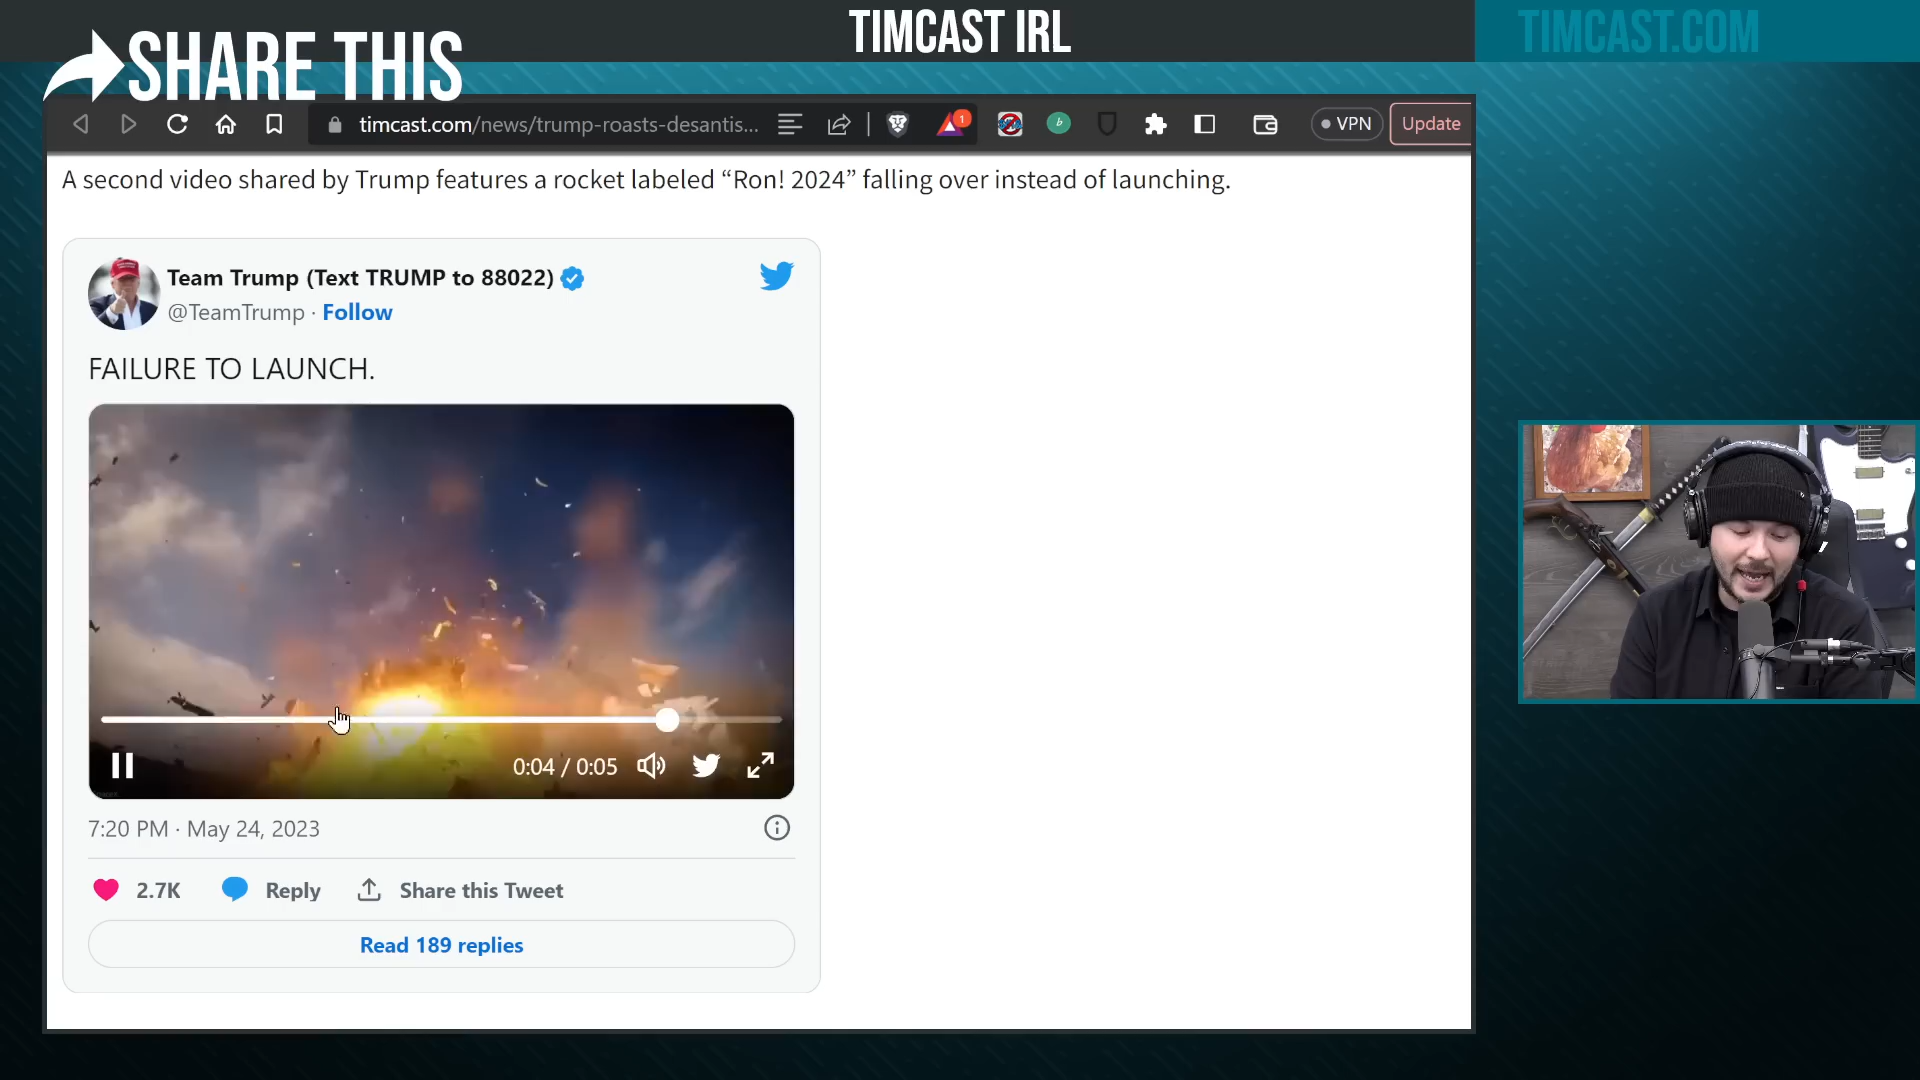 TIMCAST IRL
TIMCAST.COM
SHARE THIS
timcast.com/news/trump-roasts-desantis...
1
b
VPN
Update
A second video shared by Trump features a rocket labeled “Ron! 2024” falling over instead of launching.
Team Trump (Text TRUMP to 88022)
@TeamTrump · Follow
FAILURE TO LAUNCH.
0:04 / 0:05
7:20 PM · May 24, 2023
2.7K
Reply
Share this Tweet
Read 189 replies